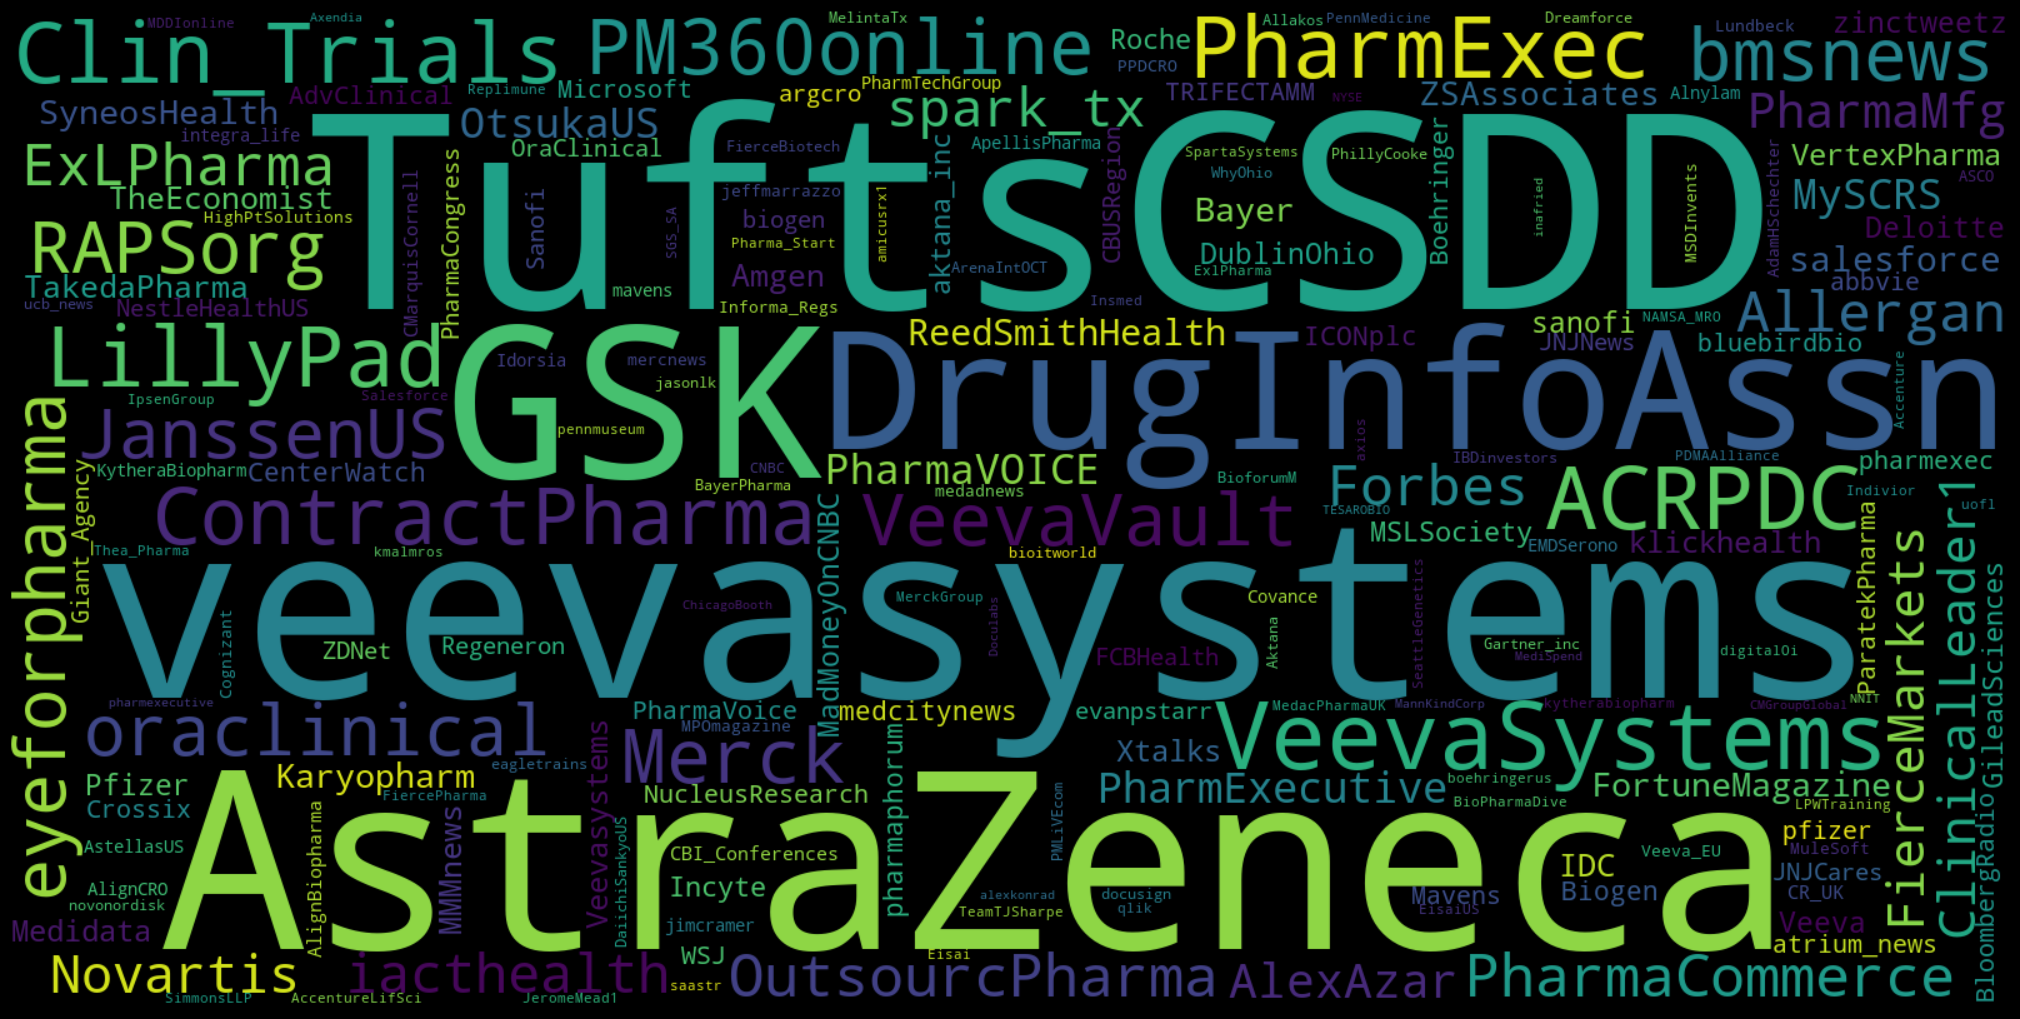 MDDIonline
Axendia
MelintaTx
Allakos
PennMedicine
Dreamforce
Lundbeck
zinctweetz
Clin_Trials
PM360online
Roche
PPDCRO
PharmExec
bmsnews
SyneosHealth
AdvClinical
Replimune
Microsoft
argcro
PharmTechGroup
TRIFECTAMM
NYSE
ZSAssociates
Alnylam
PharmaMfg
integra_life
OtsukaUS
spark_tx
OraClinical
FierceBiotech
ApellisPharma
CBUSRegion
SpartaSystems
PhillyCooke
Boehringer
VertexPharma
ExLPharma
TuftsCSDD
WhyOhio
MSDInvents
ASCO
TheEconomist
HighPtSolutions
CMarquisCornell
PharmaCongress
Sanofi
jeffmarrazzo
biogen
SGS_SA
amicusrx1
aktana_inc
Bayer
inafried
AdamHSchechter
MySCRS
Deloitte
RAPSorg
Pharma_Start
DublinOhio
salesforce
TakedaPharma
mavens
Amgen
ArenaIntOCT
ExlPharma
abbvie
ucb_news
NestleHealthUS
Informa_Regs
Insmed
NAMSA_MRO
Allergan
LillyPad
GSK
ReedSmithHealth
ICONplc
sanofi
JNJNews
bluebirdbio
Idorsia
mercnews
jasonlk
DrugInfoAssn
Accenture
IpsenGroup
Salesforce
JanssenUS
pennmuseum
axios
KytheraBiopharm
CenterWatch
CNBC
BayerPharma
PharmaVOICE
IBDinvestors
PDMAAlliance
pharmexec
eyeforpharma
Giant_Agency
medadnews
BioforumM
Forbes
ACRPDC
Indivior
uofl
ContractPharma
VeevaVault
TESAROBIO
MSLSociety
EMDSerono
klickhealth
ParatekPharma
FierceMarkets
ClinicalLeader1
GileadSciences
Thea_Pharma
kmalmros
MadMoneyOnCNBC
bioitworld
veevasystems
ChicagoBooth
MerckGroup
Doculabs
Covance
SeattleGenetics
Cognizant
ZDNet
Regeneron
FCBHealth
Aktana
Gartner_inc
MediSpend
digitalOi
pharmexecutive
PharmaVoice
medcitynews
evanpstarr
MedacPharmaUK
MannKindCorp
kytherabiopharm
CMGroupGlobal
NNIT
oraclinical
Veevasystems
MPOmagazine
pharmaphorum
Xtalks
VeevaSystems
Merck
eagletrains
Pfizer
Karyopharm
FiercePharma
NucleusResearch
PMLiVEcom
PharmExecutive
boehringerus
FortuneMagazine
BioPharmaDive
LPWTraining
BloombergRadio
Crossix
AstraZeneca
pfizer
AstellasUS
AlignBiopharma
MMMnews
DaiichiSankyoUS
CBI_Conferences
IDC
Veeva_EU
MuleSoft
AlignCRO
Incyte
alexkonrad
docusign
Mavens
Biogen
JNJCares
CR_UK
novonordisk
jimcramer
TeamTJSharpe
qlik
EisaiUS
Veeva
Medidata
WSJ
Eisai
atrium_news
Novartis
iacthealth
saastr
OutsourcPharma
AlexAzar
PharmaCommerce
SimmonsLLP
AccentureLifSci
JeromeMead1